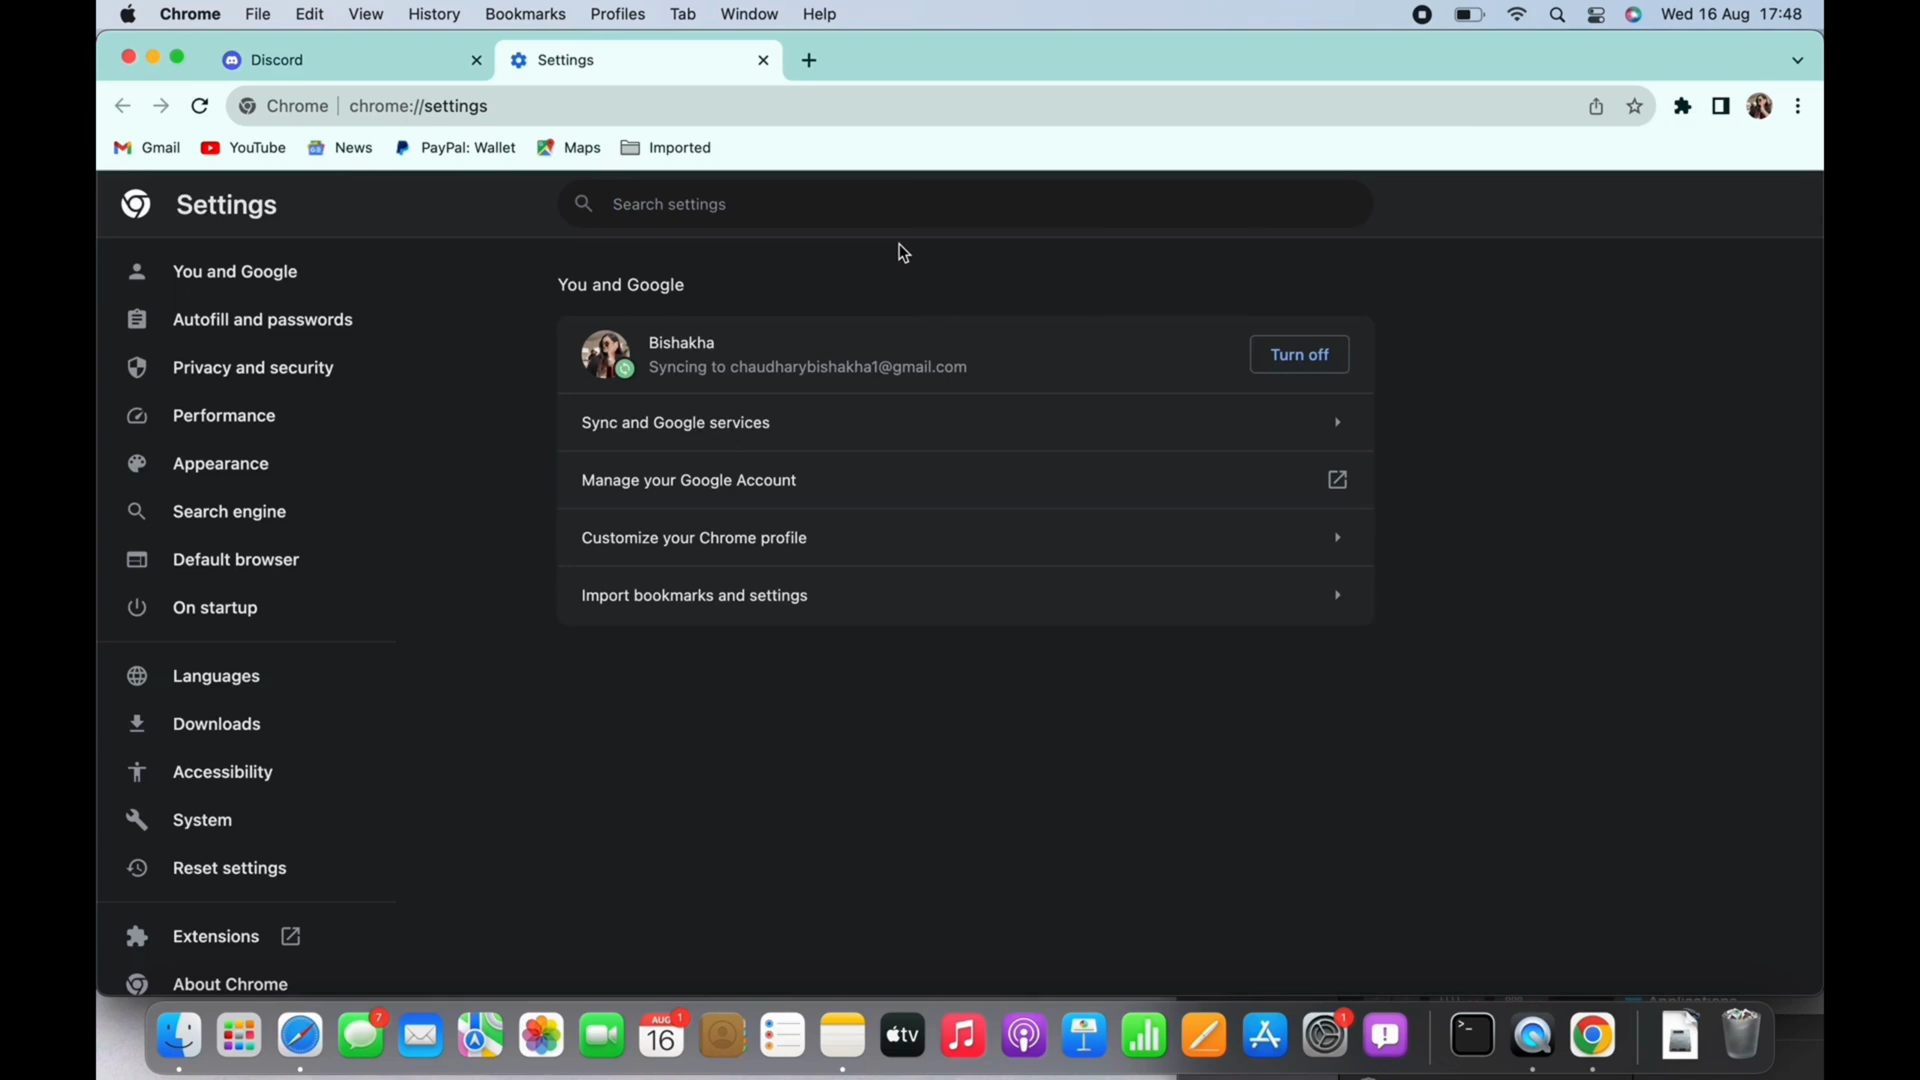 Chrome File Edit View History Bookmarks Profiles Tab Window Help Wed 16 Aug 17:48
Discord Settings
Chrome chrome://settings
Gmail YouTube News PayPal: Wallet Maps Imported
Settings
Search settings
You and Google
Autofill and passwords
Privacy and security
Performance
Appearance
Search engine
Default browser
On startup
Languages
Downloads
Accessibility
System
Reset settings
Extensions
About Chrome
You and Google
Bishakha
Syncing to chaudharybishakha1@gmail.com
Turn off
Sync and Google services
Manage your Google Account
Customize your Chrome profile
Import bookmarks and settings
7
AUG 1
16
tv
1